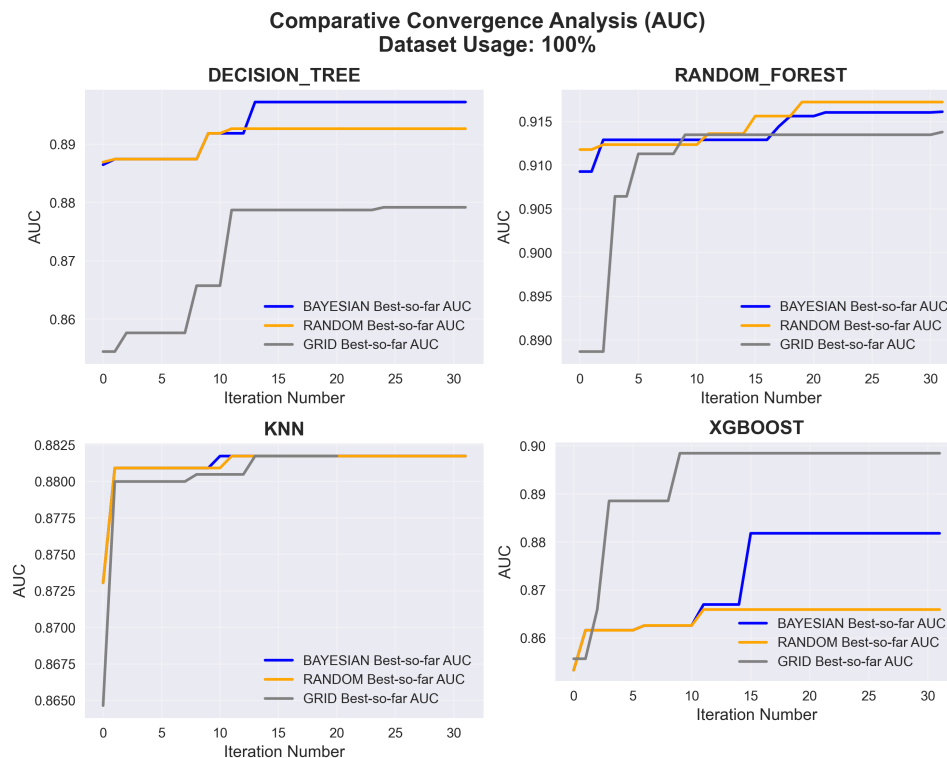 Comparative Convergence Analysis (AUC)
Dataset Usage: 100%
DECISION_TREE
0.89
0.88
0.87
0.86
AUC
BAYESIAN Best-so-far AUC
RANDOM Best-so-far AUC
GRID Best-so-far AUC
0 5 10 15 20 25 30
Iteration Number
RANDOM_FOREST
0.915
0.910
0.905
0.900
0.895
0.890
AUC
BAYESIAN Best-so-far AUC
RANDOM Best-so-far AUC
GRID Best-so-far AUC
0 5 10 15 20 25 30
Iteration Number
KNN
0.8825
0.8800
0.8775
0.8750
0.8725
0.8700
0.8675
0.8650
AUC
BAYESIAN Best-so-far AUC
RANDOM Best-so-far AUC
GRID Best-so-far AUC
0 5 10 15 20 25 30
Iteration Number
XGBOOST
0.90
0.89
0.88
0.87
0.86
AUC
BAYESIAN Best-so-far AUC
RANDOM Best-so-far AUC
GRID Best-so-far AUC
0 5 10 15 20 25 30
Iteration Number